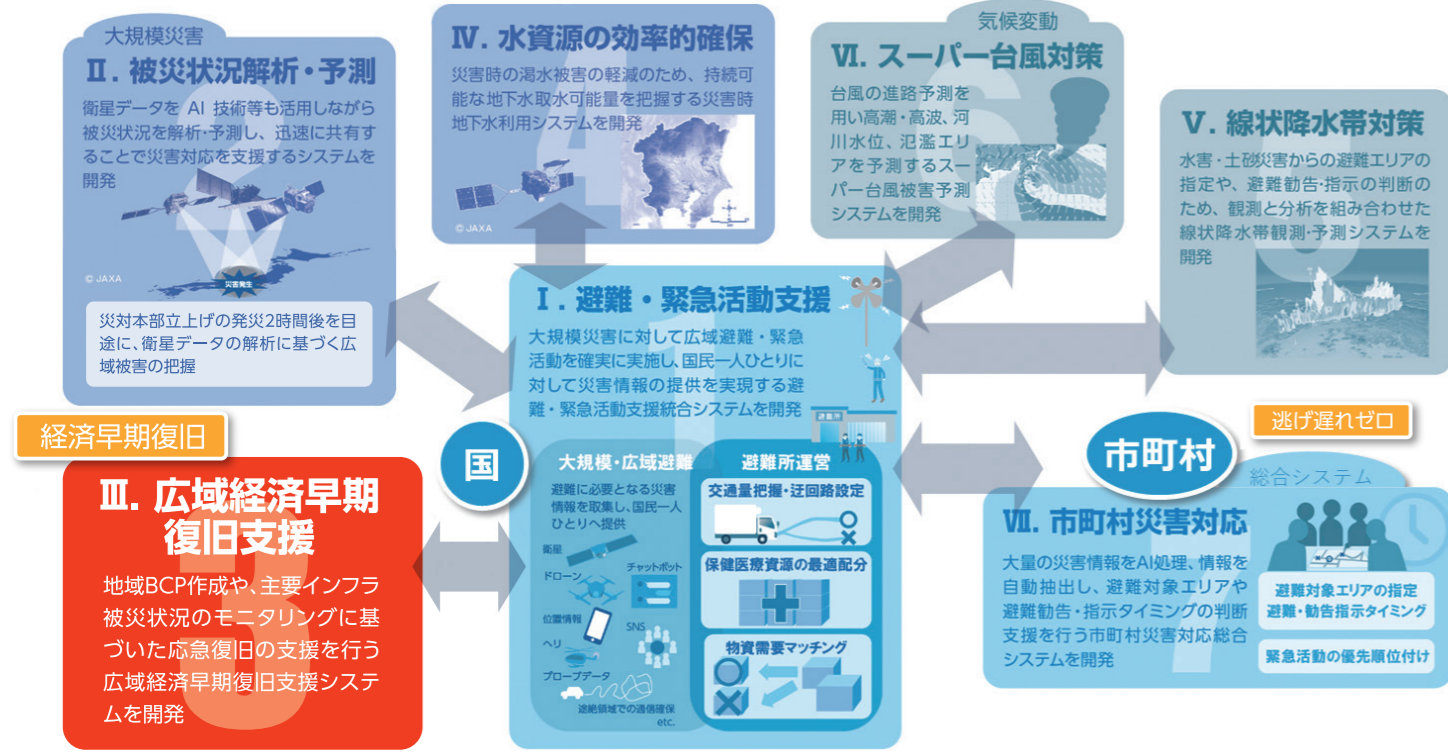 大規模災害
Ⅱ. 被災状況解析・予測
衛星データを AI 技術等も活用しながら
被災状況を解析・予測し、迅速に共有す
ることで災害対応を支援するシステムを
開発
© JAXA
災害発生
災対本部立上げの発災2時間後を目
途に、衛星データの解析に基づく広
域被害の把握
Ⅳ. 水資源の効率的確保
災害時の渇水被害の軽減のため、持続可
能な地下水取水可能量を把握する災害時
地下水利用システムを開発
© JAXA
気候変動
Ⅵ. スーパー台風対策
台風の進路予測を
用い高潮・高波、河
川水位、氾濫エリ
アを予測するスー
パー台風被害予測
システムを開発
Ⅴ. 線状降水帯対策
水害・土砂災害からの避難エリアの
指定や、避難勧告・指示の判断の
ため、観測と分析を組み合わせた
線状降水帯観測・予測システムを
開発
Ⅰ. 避難・緊急活動支援
大規模災害に対して広域避難・緊急
活動を確実に実施し、国民一人ひとりに
対して災害情報の提供を実現する避
難・緊急活動支援統合システムを開発
避難所
国
大規模・広域避難
避難に必要となる災害
情報を取集し、国民一人
ひとりへ提供
衛星
ドローン
チャットボット
位置情報
SNS
ヘリ
プローブデータ
途絶領域での通信確保
etc.
避難所運営
交通量把握・迂回路設定
保健医療資源の最適配分
物資需要マッチング
経済早期復旧
Ⅲ. 広域経済早期
復旧支援
地域BCP作成や、主要インフラ
被災状況のモニタリングに基
づいた応急復旧の支援を行う
広域経済早期復旧支援システ
ムを開発
市町村
逃げ遅れゼロ
総合システム
Ⅶ. 市町村災害対応
大量の災害情報をAI処理、情報を
自動抽出し、避難対象エリアや
避難勧告・指示タイミングの判断
支援を行う市町村災害対応総合
システムを開発
避難対象エリアの指定
避難・勧告指示タイミング
緊急活動の優先順位付け